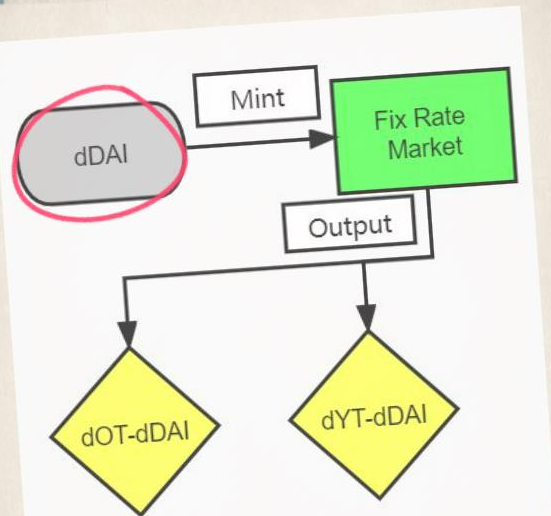 Mint
dDAI
Fix Rate
Market
Output
dOT-dDAI
dYT-dDAI